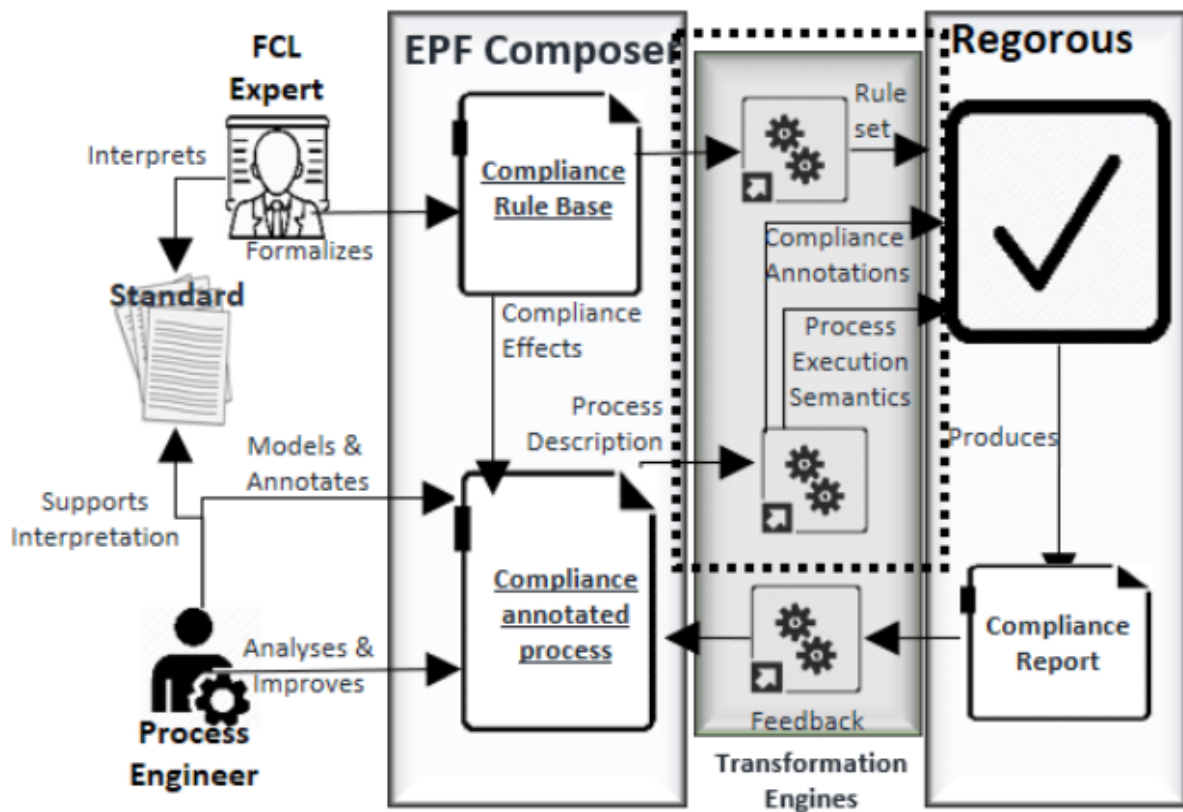 EPF Composer
Regorous
FCL
Expert
Interprets
Formalizes
Compliance
Rule Base
Rule
set
Compliance
Annotations
Standard
Compliance
Effects
Process
Execution
Semantics
Process
Description
Produces
Models &
Annotates
Supports
Interpretation
Compliance
annotated
process
Compliance
Report
Analyses &
Improves
Feedback
Process
Engineer
Transformation
Engines